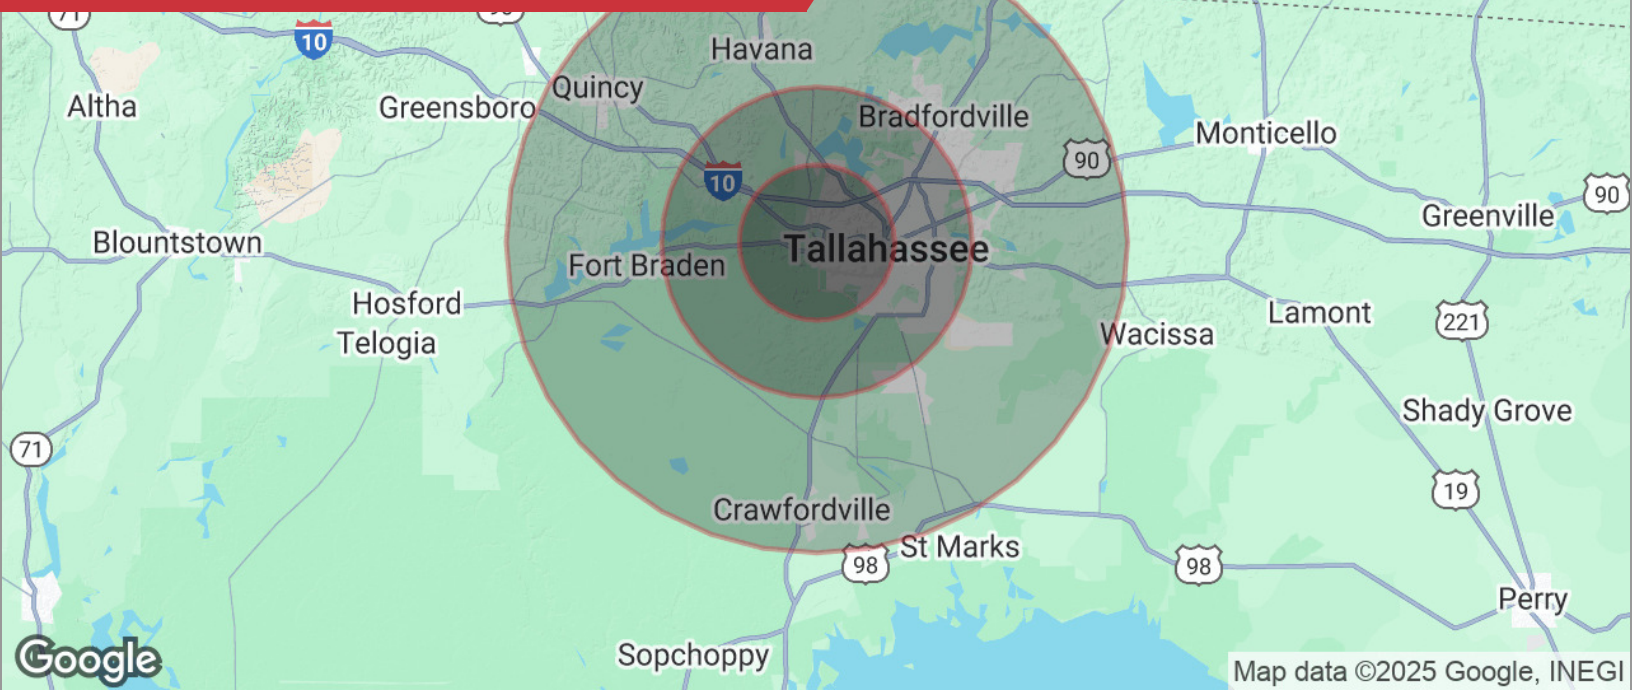 71
90
10
Havana
Quincy
Altha
Greensboro
Bradfordville
Monticello
90
10
90
Greenville
Blountstown
Tallahassee
Fort Braden
Hosford
Lamont
221
Telogia
Wacissa
Shady Grove
71
19
Crawfordville
St Marks
98
98
Perry
Sopchoppy
Google
Map data ©2025 Google, INEGI